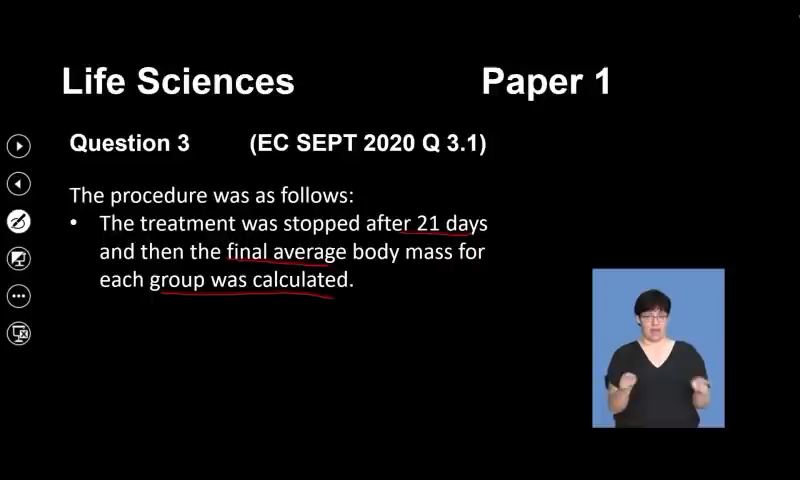 Life Sciences Paper 1
Question 3 (EC SEPT 2020 Q 3.1)
The procedure was as follows:
• The treatment was stopped after 21 days
and then the final average body mass for
each group was calculated.